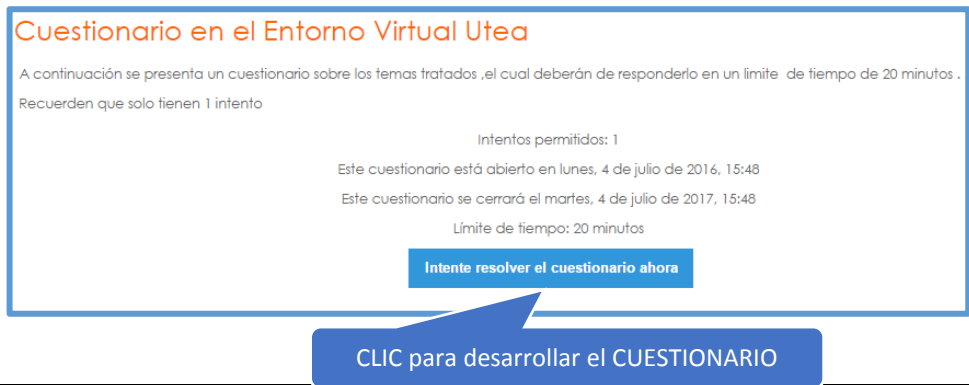 Cuestionario en el Entorno Virtual Utea
A continuación se presenta un cuestionario sobre los temas tratados ,el cual deberán de responderlo en un limite de tiempo de 20 minutos .
Recuerden que solo tienen 1 intento
Intentos permitidos: 1
Este cuestionario está abierto en lunes, 4 de julio de 2016, 15:48
Este cuestionario se cerrará el martes, 4 de julio de 2017, 15:48
Límite de tiempo: 20 minutos
Intente resolver el cuestionario ahora
CLIC para desarrollar el CUESTIONARIO